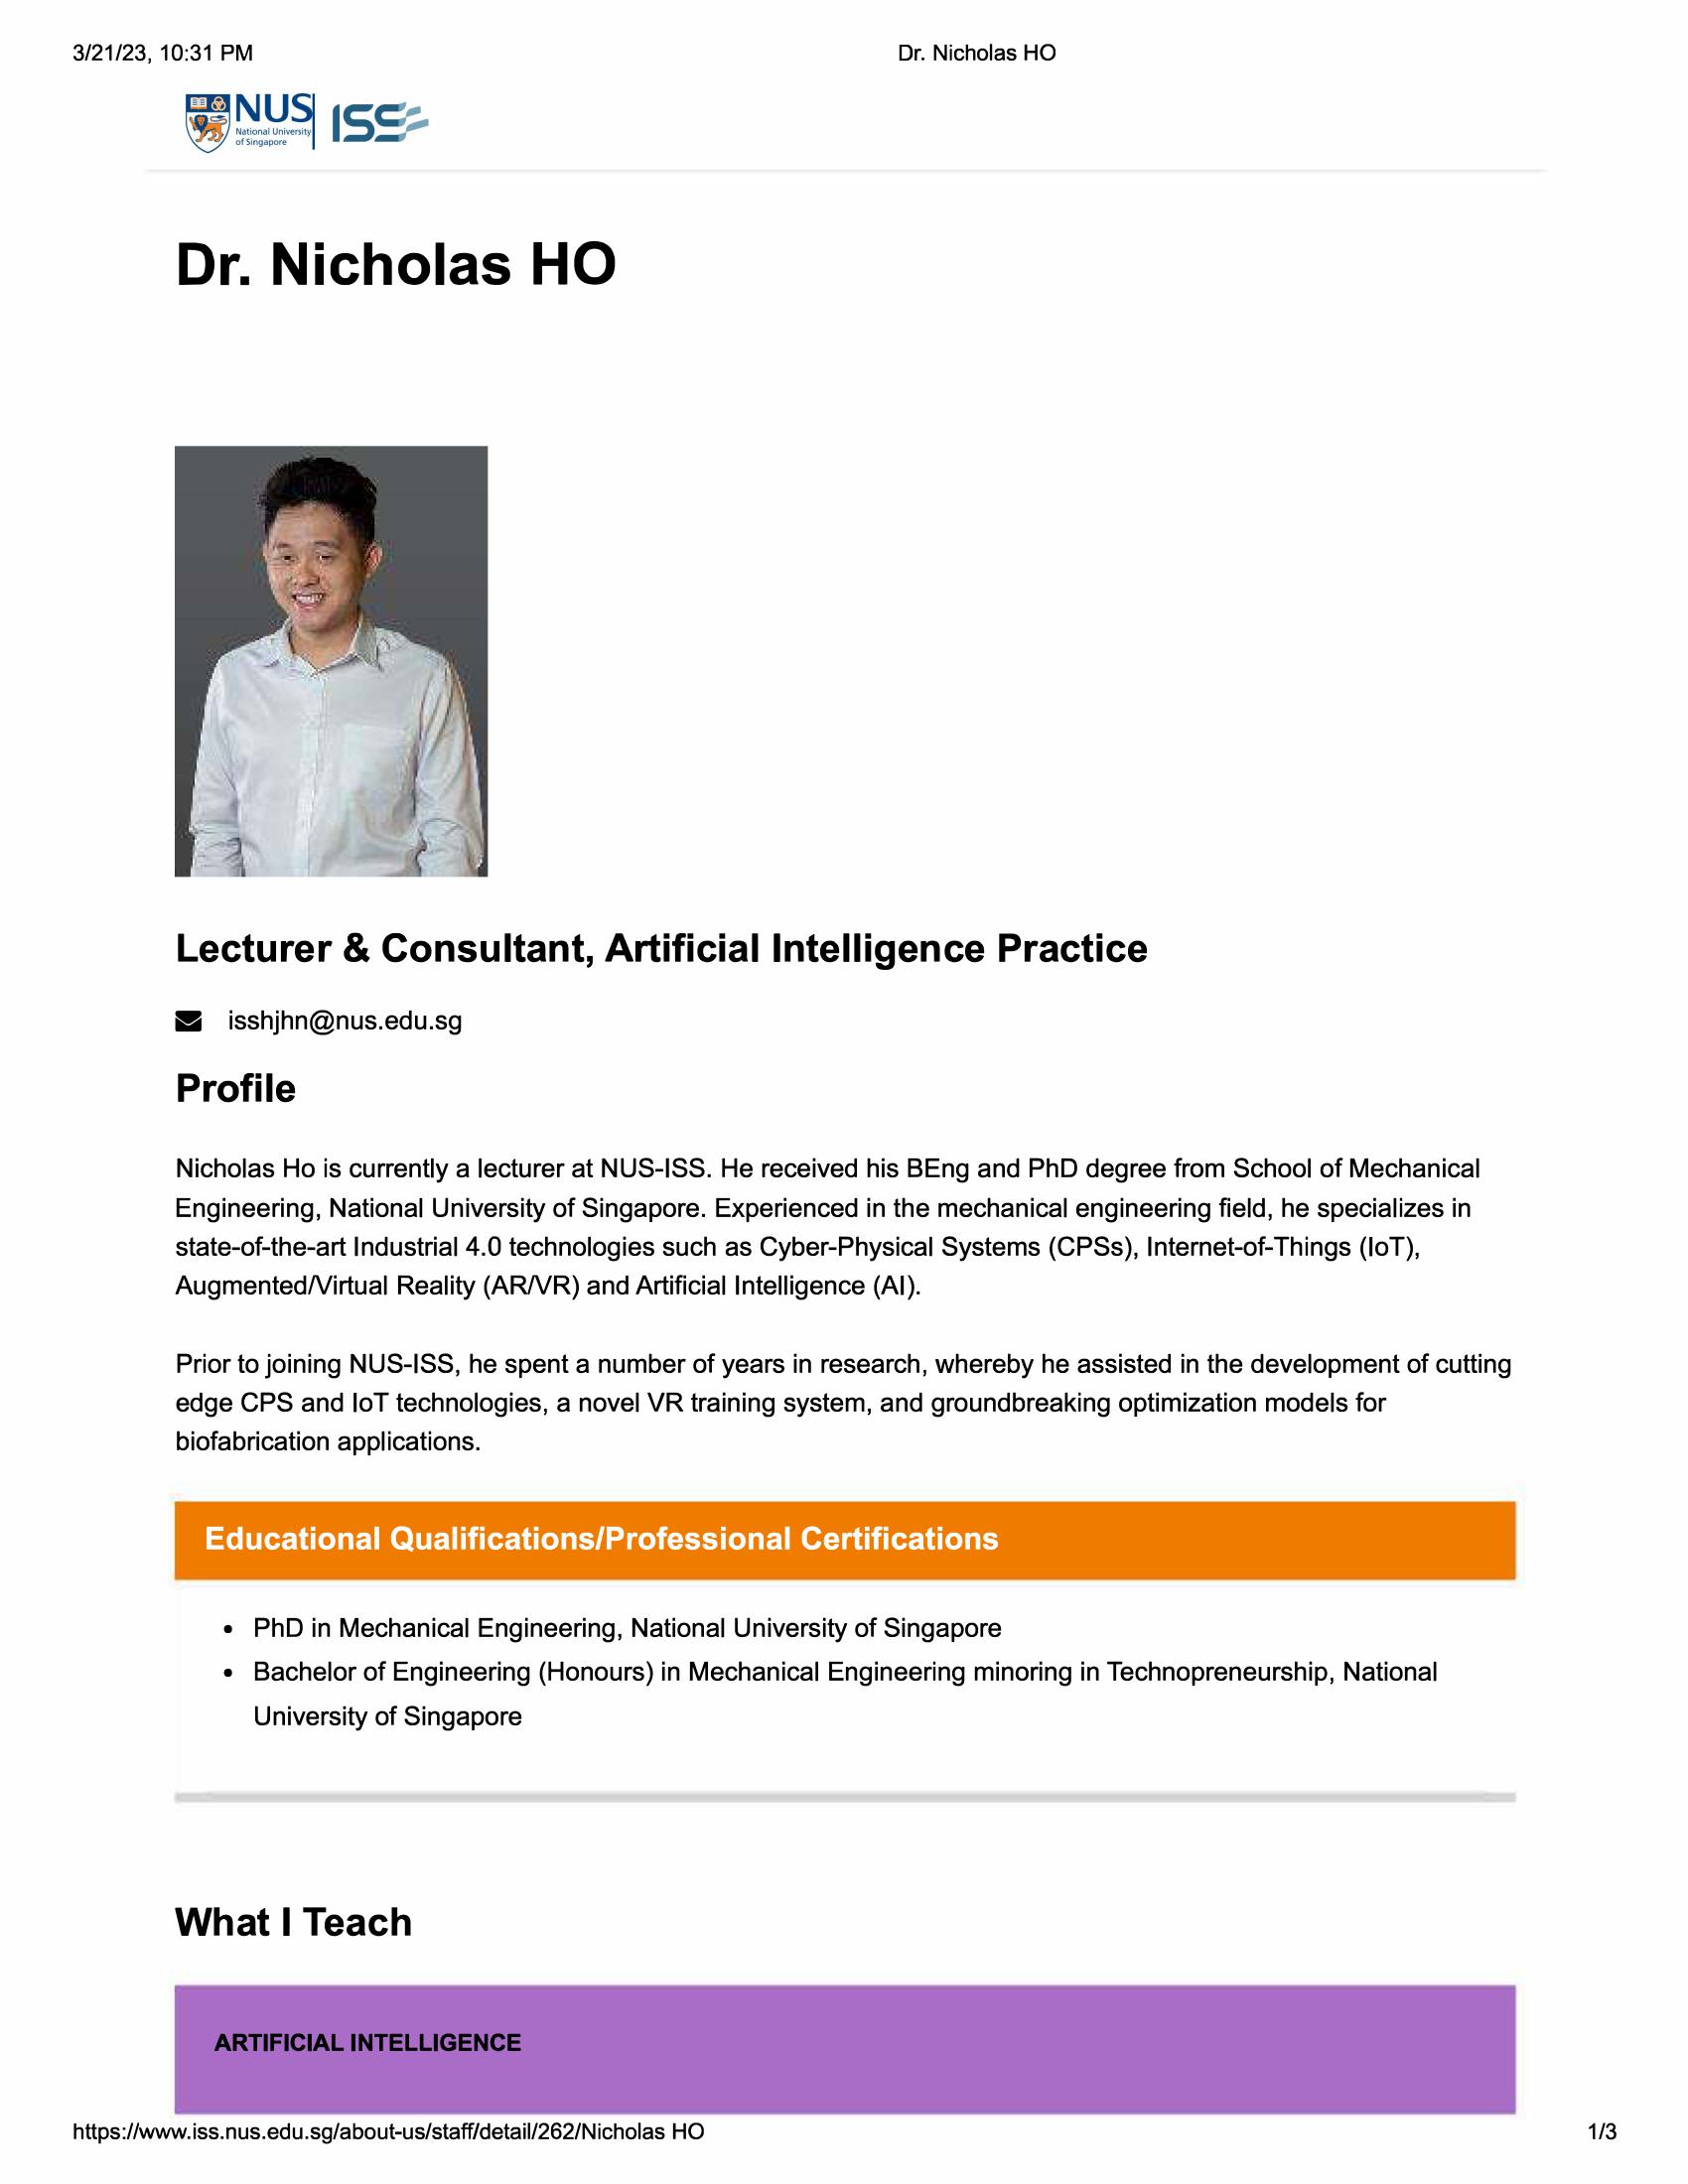 3/21/23, 10:31 PM
Dr. Nicholas HO
NUS
National University
of Singapore
ISS
Dr. Nicholas HO
Lecturer & Consultant, Artificial Intelligence Practice
isshjhn@nus.edu.sg
Profile
Nicholas Ho is currently a lecturer at NUS-ISS. He received his BEng and PhD degree from School of Mechanical
Engineering, National University of Singapore. Experienced in the mechanical engineering field, he specializes in
state-of-the-art Industrial 4.0 technologies such as Cyber-Physical Systems (CPSs), Internet-of-Things (IoT),
Augmented/Virtual Reality (AR/VR) and Artificial Intelligence (AI).
Prior to joining NUS-ISS, he spent a number of years in research, whereby he assisted in the development of cutting
edge CPS and IoT technologies, a novel VR training system, and groundbreaking optimization models for
biofabrication applications.
Educational Qualifications/Professional Certifications
• PhD in Mechanical Engineering, National University of Singapore
• Bachelor of Engineering (Honours) in Mechanical Engineering minoring in Technopreneurship, National
University of Singapore
What I Teach
ARTIFICIAL INTELLIGENCE
https://www.iss.nus.edu.sg/about-us/staff/detail/262/Nicholas HO
1/3